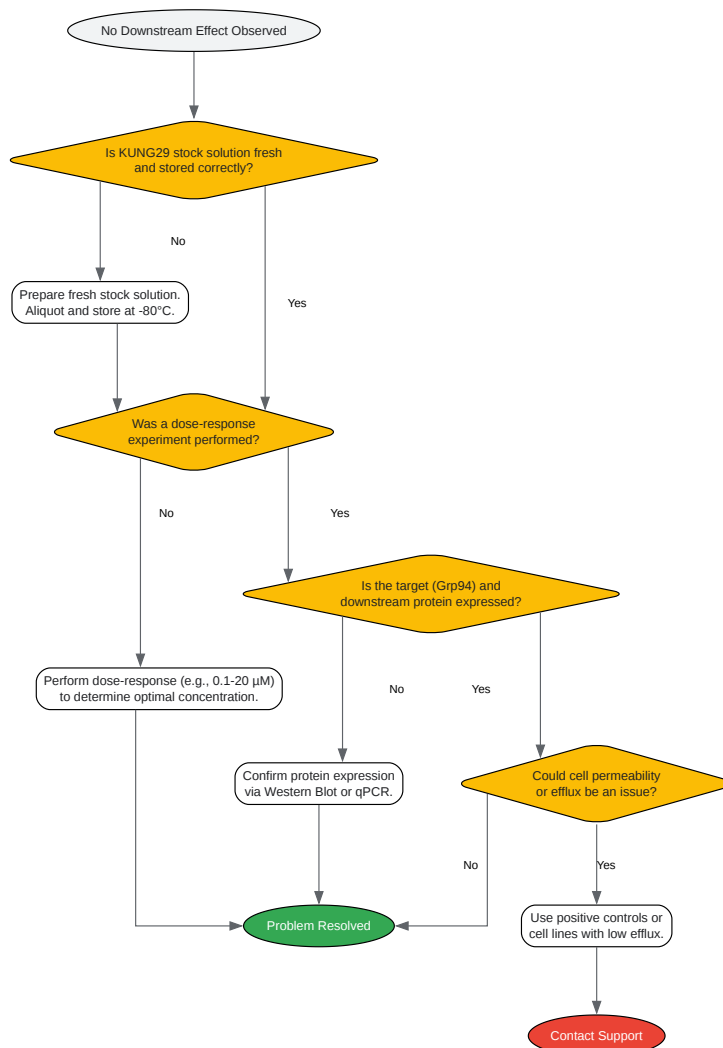 No Downstream Effect Observed
Is KUNG29 stock solution fresh
and stored correctly?
No
Prepare fresh stock solution.
Aliquot and store at -80°C.
Yes
Was a dose-response
experiment performed?
No
Yes
Is the target (Grp94) and
downstream protein expressed?
Perform dose-response (e.g., 0.1-20 µM)
to determine optimal concentration.
No
Yes
Confirm protein expression
via Western Blot or qPCR.
Could cell permeability
or efflux be an issue?
No
Yes
Problem Resolved
Use positive controls or
cell lines with low efflux.
Contact Support